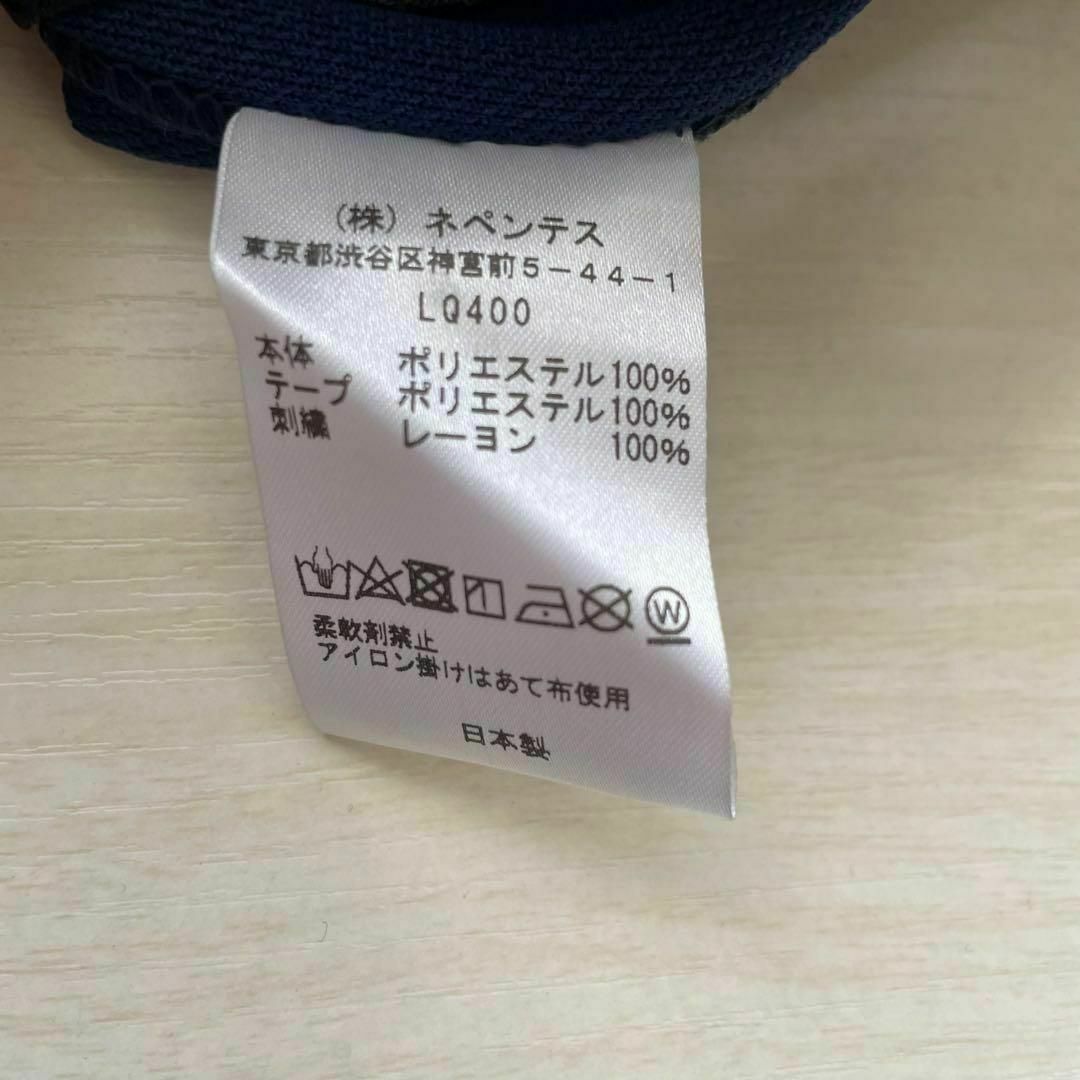 （株）ネペンテス
東京都渋谷区神宮前5-44-1
LQ400
本体 ポリエステル100%
テープ ポリエステル100%
刺繍 レーヨン 100%
W
柔軟剤禁止
アイロン掛けはあて布使用
日本製